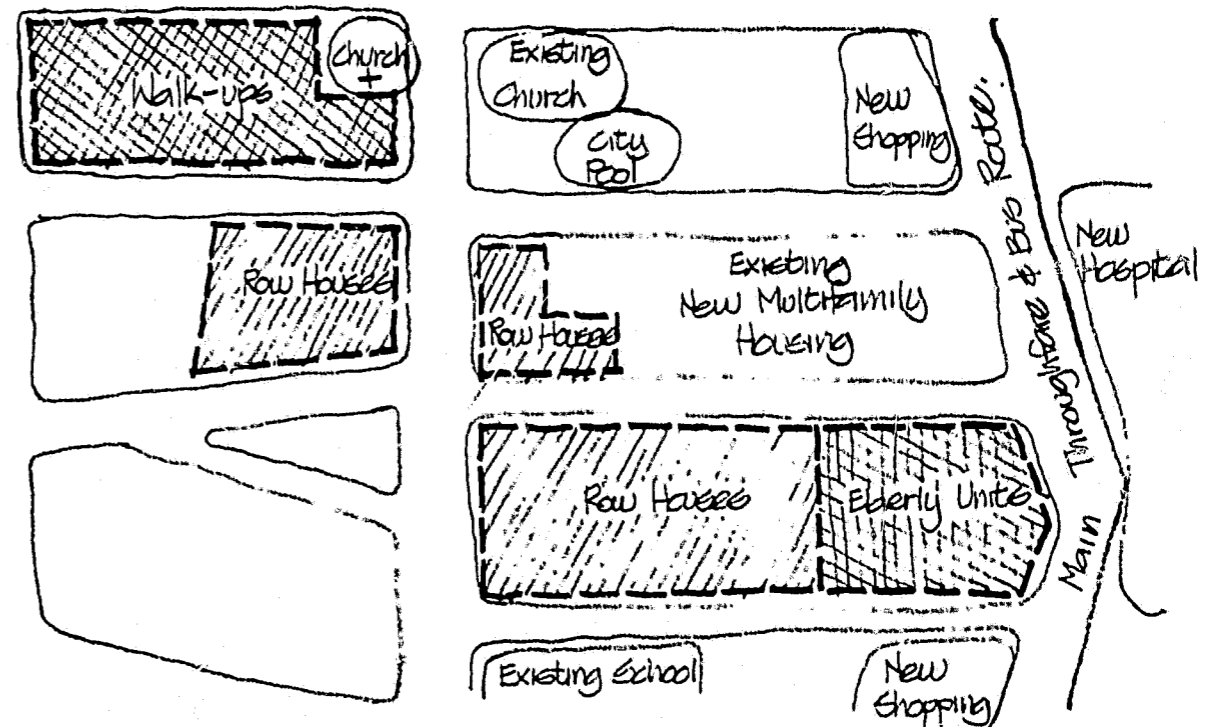 Walk-ups
Church
+
Existing
Church
City
Pool
New
Shopping
Main Throughfare & Bus Route.
New
Hospital
Row Houses
Row Houses
Existing
New Multifamily
Housing
Row Houses
Elderly Units
Existing School
New
Shopping